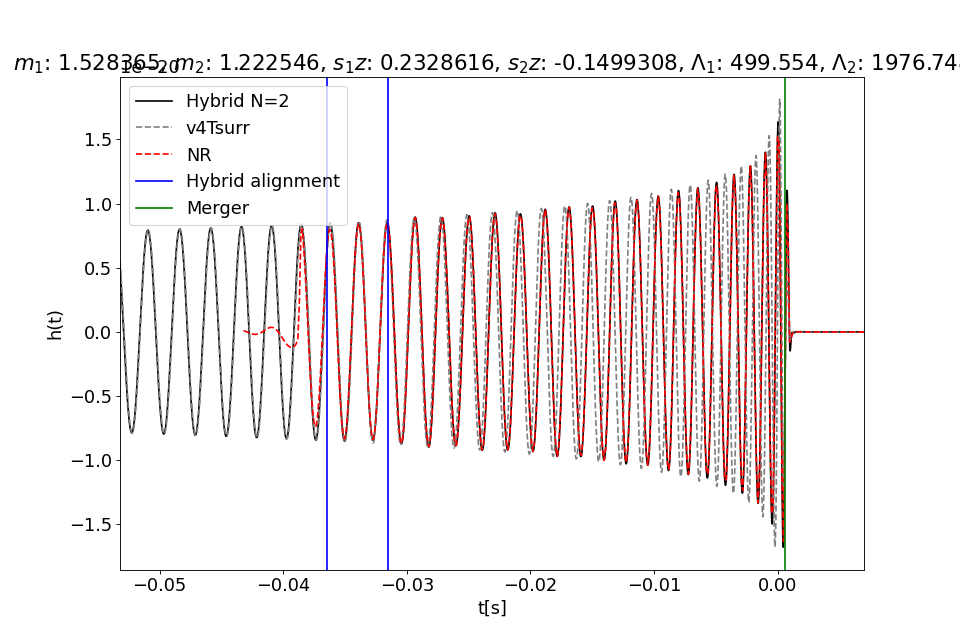 m₁: 1.528365, m₂: 1.222546, s₁z: 0.2328616, s₂z: -0.1499308, Λ₁: 499.554, Λ₂: 1976.748
1e−20
Hybrid N=2
v4Tsurr
NR
Hybrid alignment
Merger
1.5
1.0
0.5
0.0
−0.5
−1.0
−1.5
h(t)
−0.05 −0.04 −0.03 −0.02 −0.01 0.00
t[s]